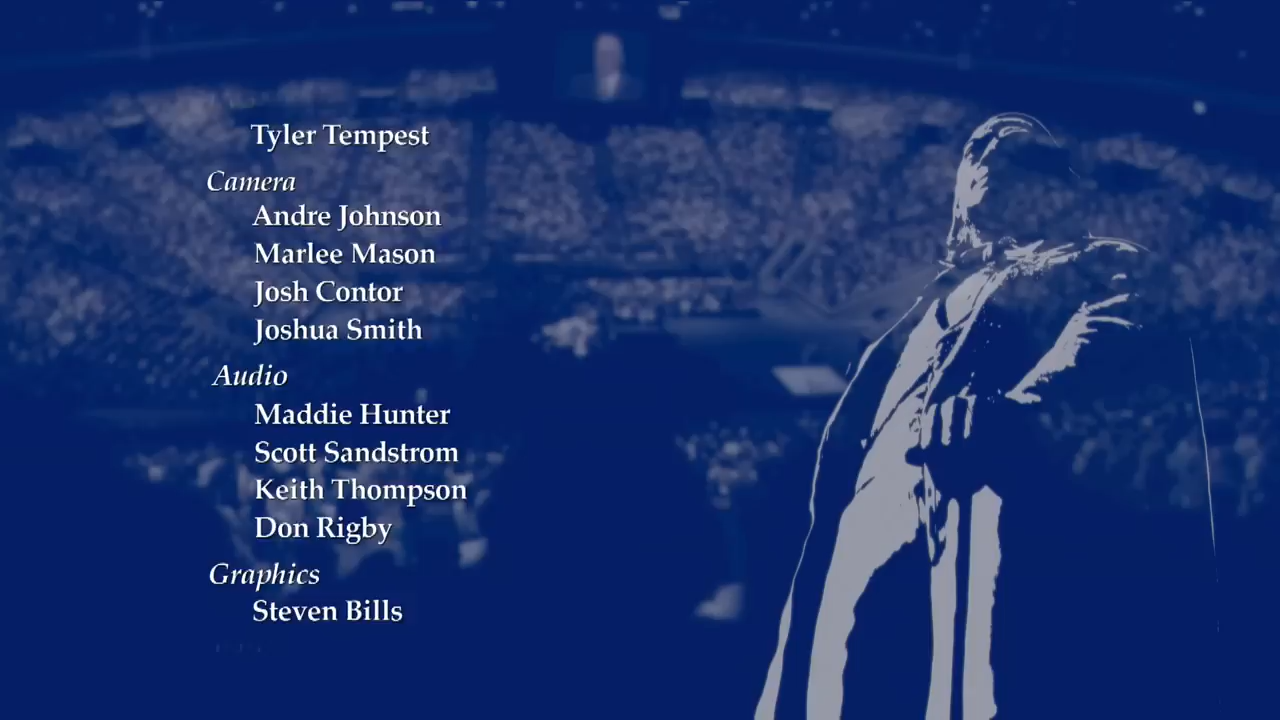 Tyler Tempest
Camera
Andre Johnson
Marlee Mason
Josh Contor
Joshua Smith
Audio
Maddie Hunter
Scott Sandstrom
Keith Thompson
Don Rigby
Graphics
Steven Bills